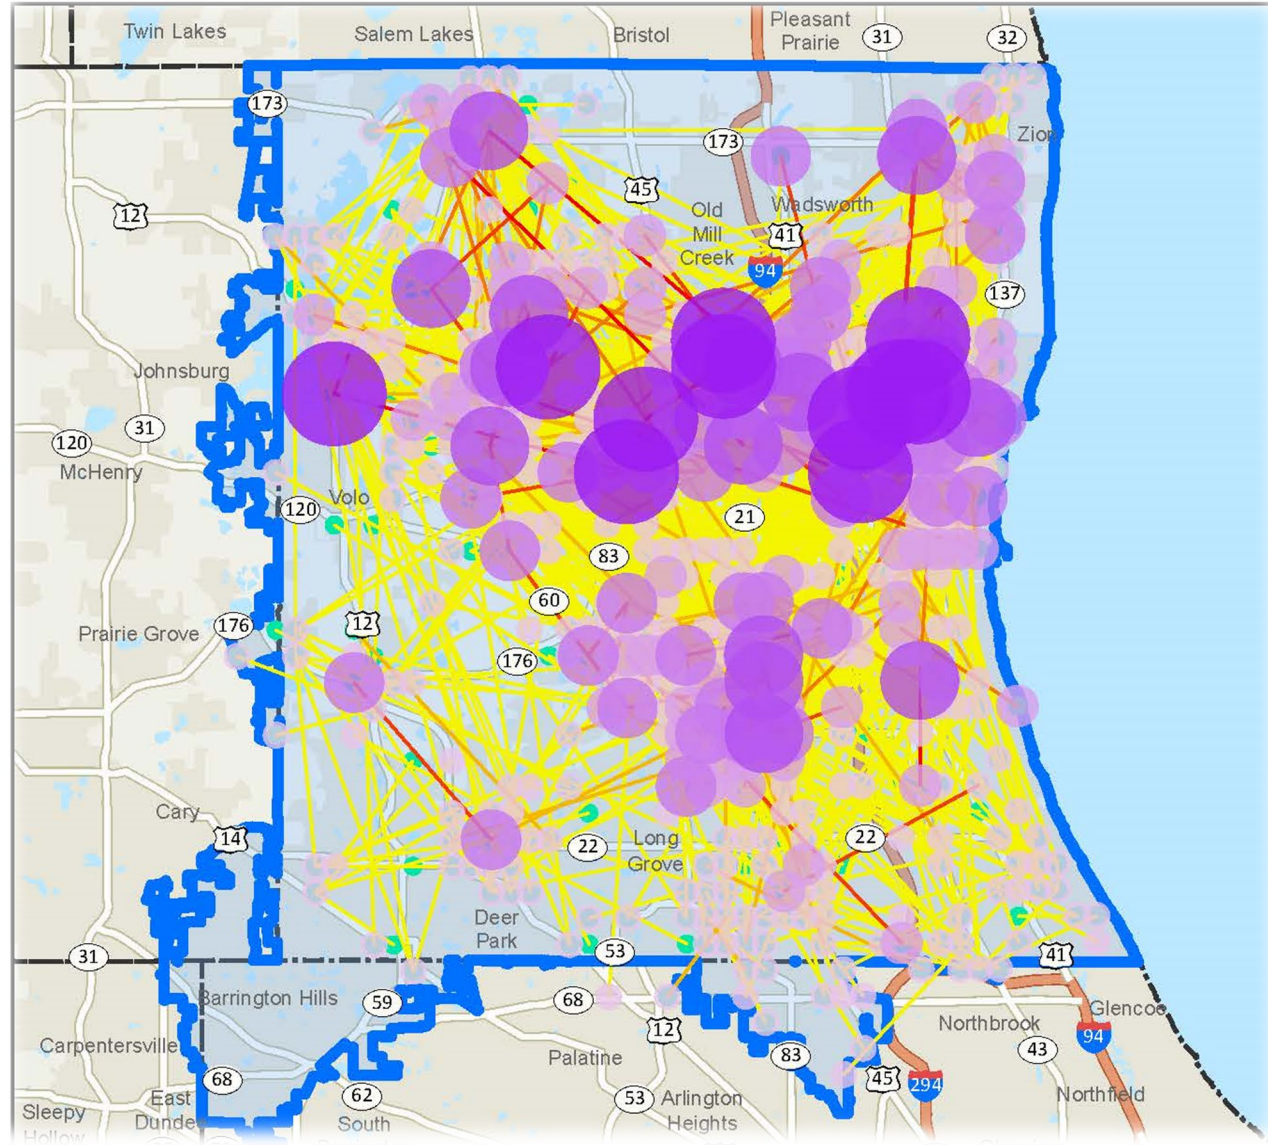 Twin Lakes
Salem Lakes
Bristol
Pleasant
Prairie
31
32
173
173
Zion
45
12
Old
Mill
Creek
Wadsworth
41
94
137
Johnsburg
31
120
McHenry
Volo
120
21
83
60
12
176
Prairie Grove
176
Cary
14
22
Long
Grove
22
Deer
Park
53
41
31
Barrington Hills
59
68
12
Glencoe
Northbrook
94
43
Carpentersville
Palatine
83
68
East
Dundee
62
53
Arlington
Heights
45
294
Northfield
Sleepy
Hollow
South